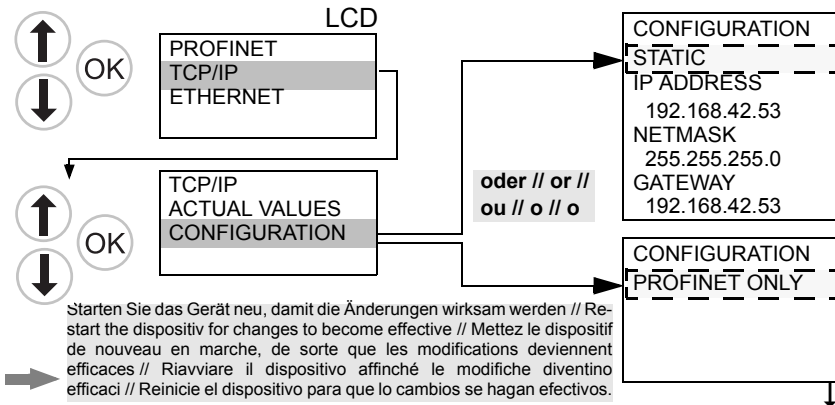 LCD
OK
PROFINET
TCP/IP
ETHERNET
CONFIGURATION
STATIC
IP ADDRESS
192.168.42.53
NETMASK
255.255.255.0
GATEWAY
192.168.42.53
OK
TCP/IP
ACTUAL VALUES
CONFIGURATION
oder // or //
ou // o // o
CONFIGURATION
PROFINET ONLY
Starten Sie das Gerät neu, damit die Änderungen wirksam werden // Re-
start the dispositiv for changes to become effective // Mettez le dispositif
de nouveau en marche, de sorte que les modifications deviennent
efficaces // Riavviare il dispositivo affinché le modifiche diventino
efficaci // Reinicie el dispositivo para que lo cambios se hagan efectivos.